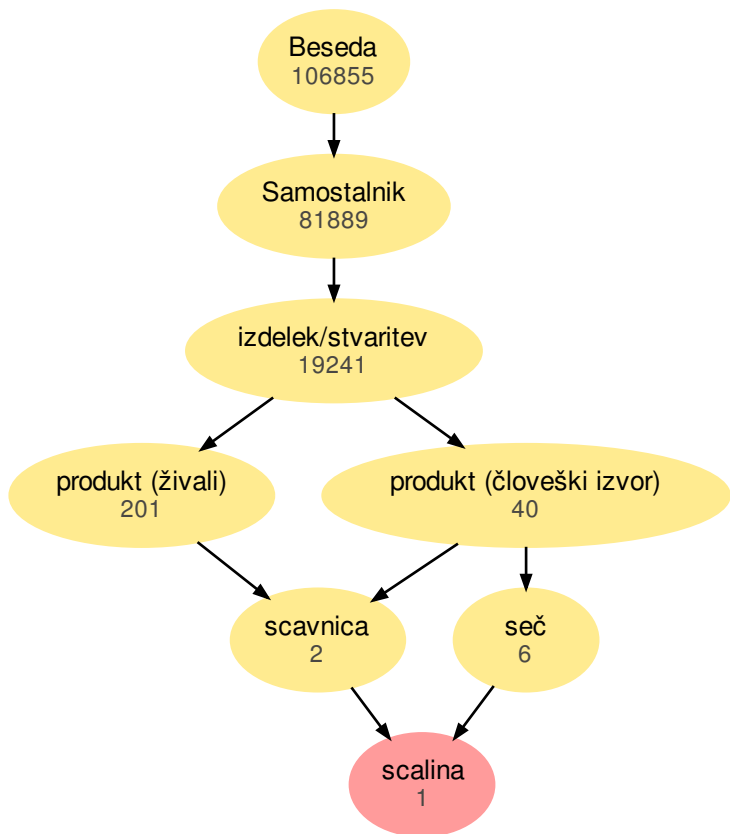 Beseda
106855
Samostalnik
81889
izdelek/stvaritev
19241
produkt (živali)
201
produkt (človeški izvor)
40
scavnica
2
seč
6
scalina
1